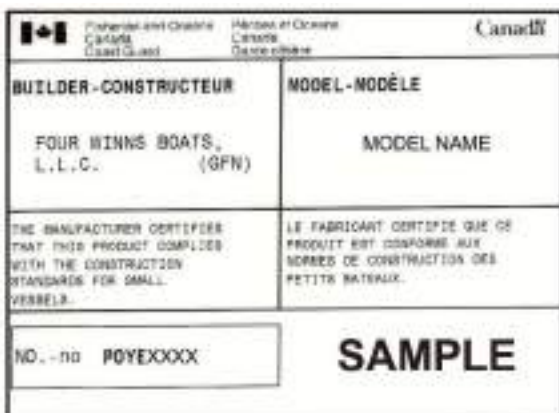 Fisheries and Oceans
Canada
Coast Guard
Pêches et Océans
Canada
Garde côtière
Canada
BUILDER-CONSTRUCTEUR
FOUR WINNS BOATS,
L.L.C. (GFN)
MODEL-MODÈLE
MODEL NAME
THE MANUFACTURER CERTIFIES
THAT THIS PRODUCT COMPLIES
WITH THE CONSTRUCTION
STANDARDS FOR SMALL
VESSELS.
LE FABRICANT CERTIFIE QUE CE
PRODUIT EST CONFORME AUX
NORMES DE CONSTRUCTION DES
PETITS BATEAUX.
NO.-no POYEXXXX
SAMPLE